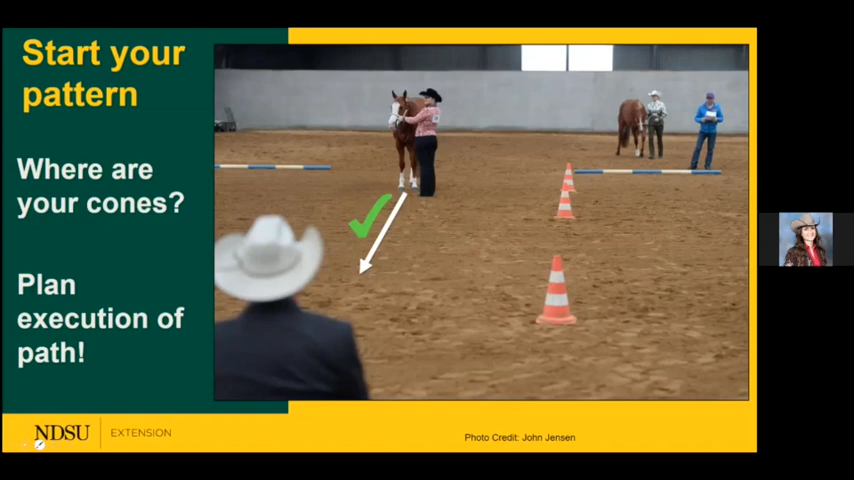 Start your
pattern
Where are
your cones?
Plan
execution of
path!
NDSU
EXTENSION
Photo Credit: John Jensen